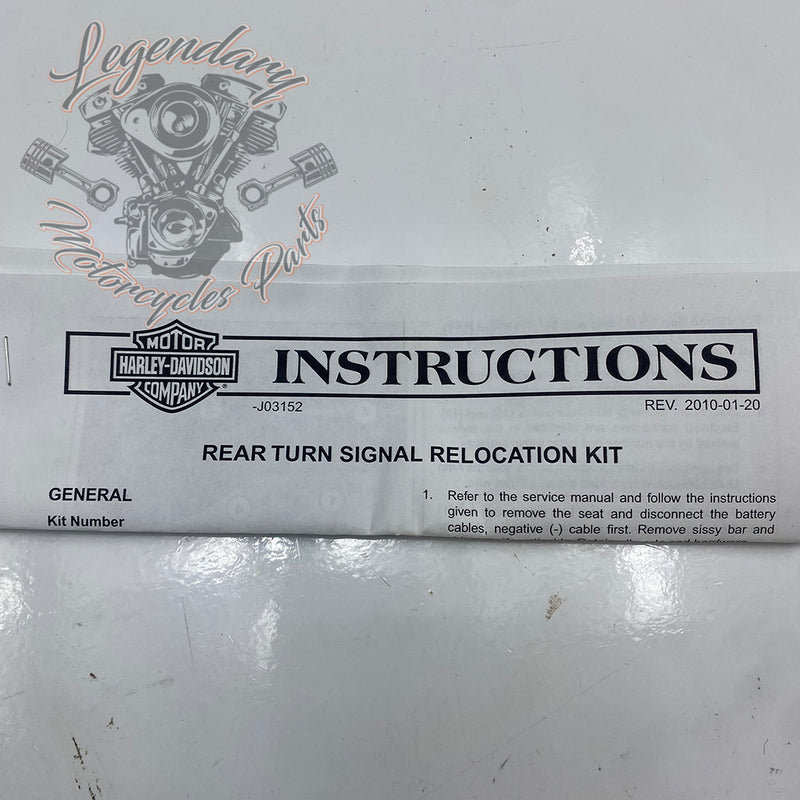 Legendary
Motorcycles Parts
MOTOR
HARLEY-DAVIDSON
COMPANY
®
INSTRUCTIONS
-J03152
REV. 2010-01-20
REAR TURN SIGNAL RELOCATION KIT
GENERAL
Kit Number
1. Refer to the service manual and follow the instructions
given to remove the seat and disconnect the battery
cables, negative (-) cable first. Remove sissy bar and